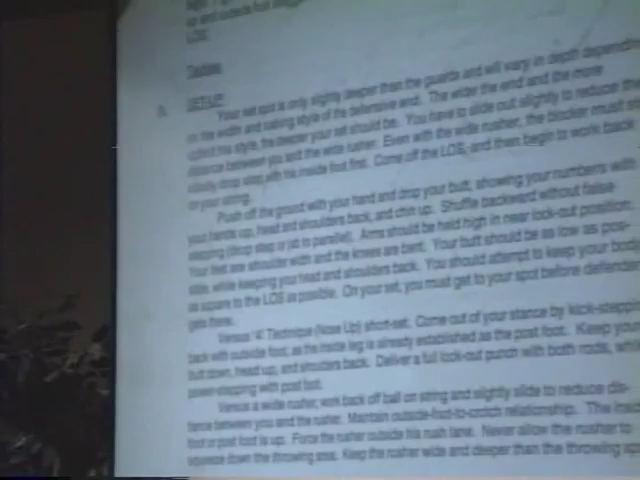 and outside foot
LOS.
Tackles
SET-UP
Your set spot is only slightly deeper than the guards and will vary in depth depending
on the width and rushing style of the defensive end. The wider the end and the more
upfield his style, the deeper your set should be. You have to slide out slightly to reduce the
distance between you and the wide rusher. Even with the wide rusher, the blocker must
drop step with his inside foot first. Come off the LOS, and then begin to work back
on your string.
Push off the ground with your hand and drop your butt, showing your numbers with
your hands up, head and shoulders back, and chin up. Shuffle backward without false
stepping (drop step or jab to parallel). Arms should be held high in near lock-out position.
Your feet are shoulder width and the knees are bent. Your butt should be as low as pos-
sible, while keeping your head and shoulders back. You should attempt to keep your body
as square to the LOS as possible. On your set, you must get to your spot before defender
gets there.
Versus "4" Technique (Nose Up) short-set. Come out of your stance by kick-stepping
back with outside foot, as the inside leg is already established as the post foot. Keep your
butt down, head up, and shoulders back. Deliver a full lock-out punch with both
power-stepping with post foot.
Versus a wide rusher, work back off ball on string and slightly slide to reduce dis-
tance between you and the rusher. Maintain outside-foot-to-crotch relationship. The
foot or post foot is up. Force the rusher outside his rush lane. Never allow the rusher to
squeeze down the throwing area. Keep the rusher wide and deeper than the throwing